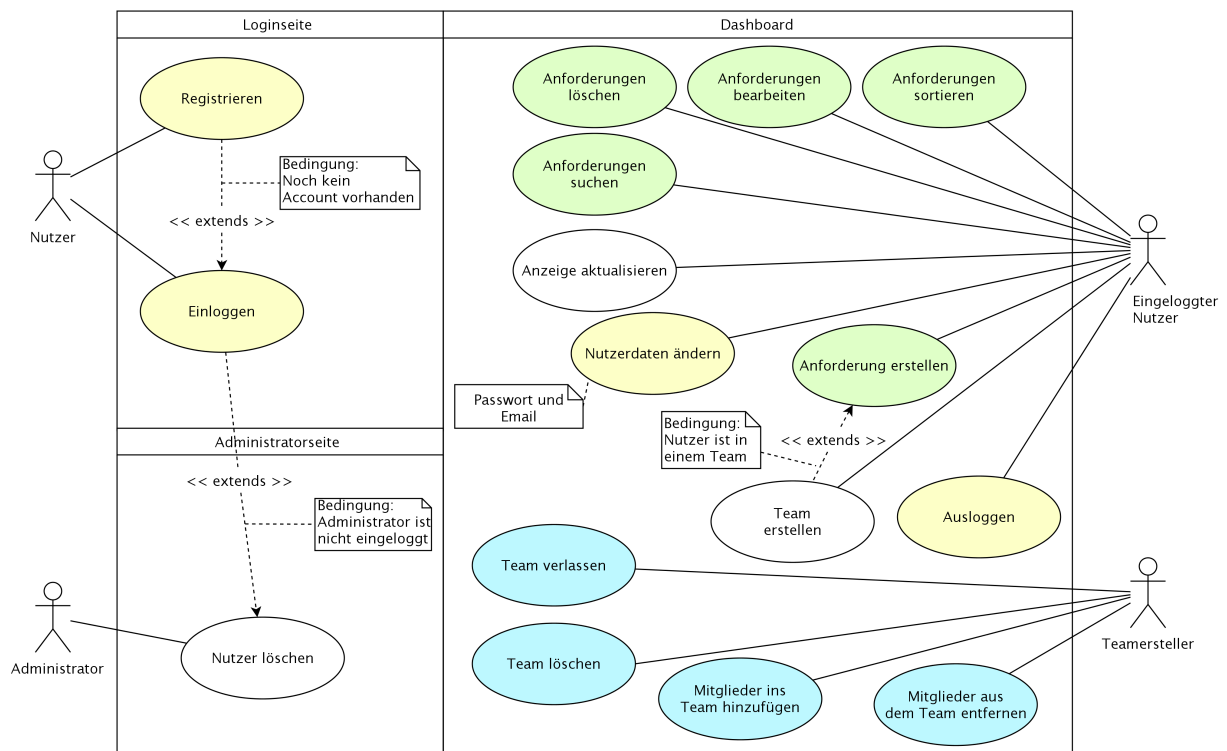 Loginseite
Dashboard
Registrieren
Bedingung:
Noch kein
Account vorhanden
<< extends >>
Nutzer
Einloggen
Administratorseite
<< extends >>
Bedingung:
Administrator ist
nicht eingeloggt
Nutzer löschen
Administrator
Anforderungen
löschen
Anforderungen
bearbeiten
Anforderungen
sortieren
Anforderungen
suchen
Anzeige aktualisieren
Eingeloggter
Nutzer
Nutzerdaten ändern
Anforderung erstellen
Passwort und
Email
Bedingung:
Nutzer ist in
einem Team
<< extends >>
Team
erstellen
Ausloggen
Team verlassen
Teamersteller
Team löschen
Mitglieder ins
Team hinzufügen
Mitglieder aus
dem Team entfernen